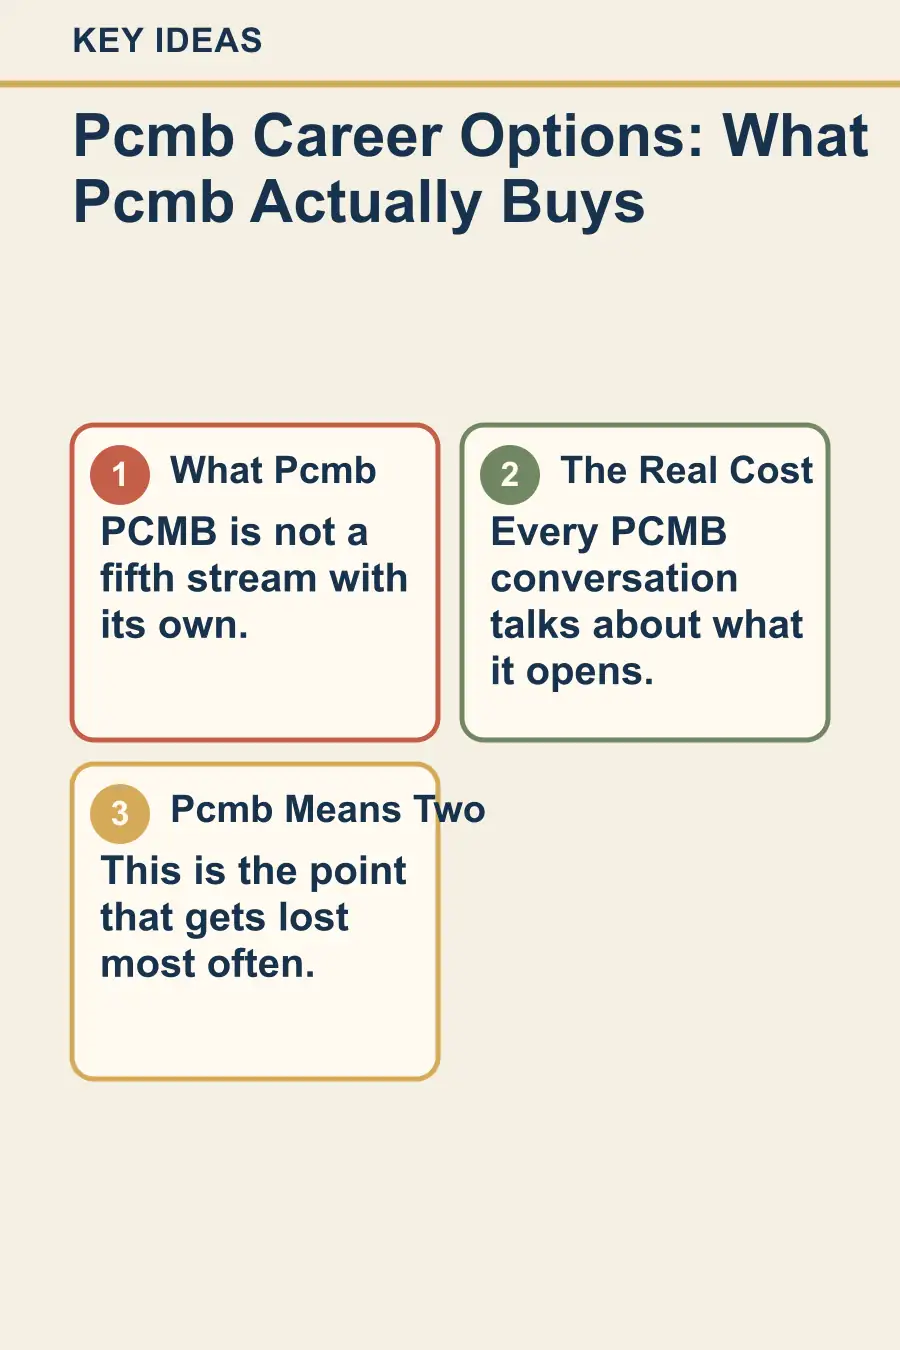 KEY IDEAS
Pcmb Career Options: What
Pcmb Actually Buys
1 What Pcmb
PCMB is not a
fifth stream with
its own.
2 The Real Cost
Every PCMB
conversation
talks about what
it opens.
3 Pcmb Means Two
This is the point
that gets lost
most often.